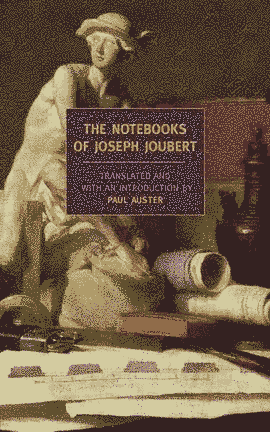 THE NOTEBOOKS
OF JOSEPH JOUBERT
TRANSLATED AND
WITH AN INTRODUCTION BY
PAUL AUSTER